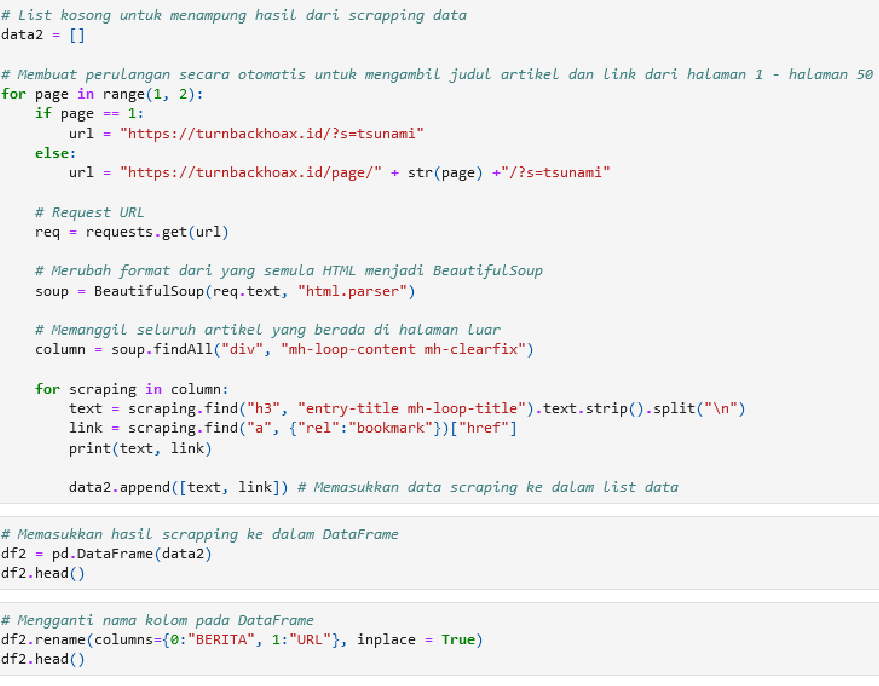 # List kosong untuk menampung hasil dari scrapping data
data2 = []
# Membuat perulangan secara otomatis untuk mengambil judul artikel dan link dari halaman 1 - halaman 50
for page in range(1, 2):
    if page == 1:
        url = "https://turnbackhoax.id/?s=tsunami"
    else:
        url = "https://turnbackhoax.id/page/" + str(page) +"/?s=tsunami"
    # Request URL
    req = requests.get(url)
    # Merubah format dari yang semula HTML menjadi BeautifulSoup
    soup = BeautifulSoup(req.text, "html.parser")
    # Memanggil seluruh artikel yang berada di halaman luar
    column = soup.findAll("div", "mh-loop-content mh-clearfix")
    for scraping in column:
        text = scraping.find("h3", "entry-title mh-loop-title").text.strip().split("\n")
        link = scraping.find("a", {"rel":"bookmark"})["href"]
        print(text, link)
        data2.append([text, link]) # Memasukkan data scraping ke dalam list data
# Memasukkan hasil scrapping ke dalam DataFrame
df2 = pd.DataFrame(data2)
df2.head()
# Mengganti nama kolom pada DataFrame
df2.rename(columns={0:"BERITA", 1:"URL"}, inplace = True)
df2.head()